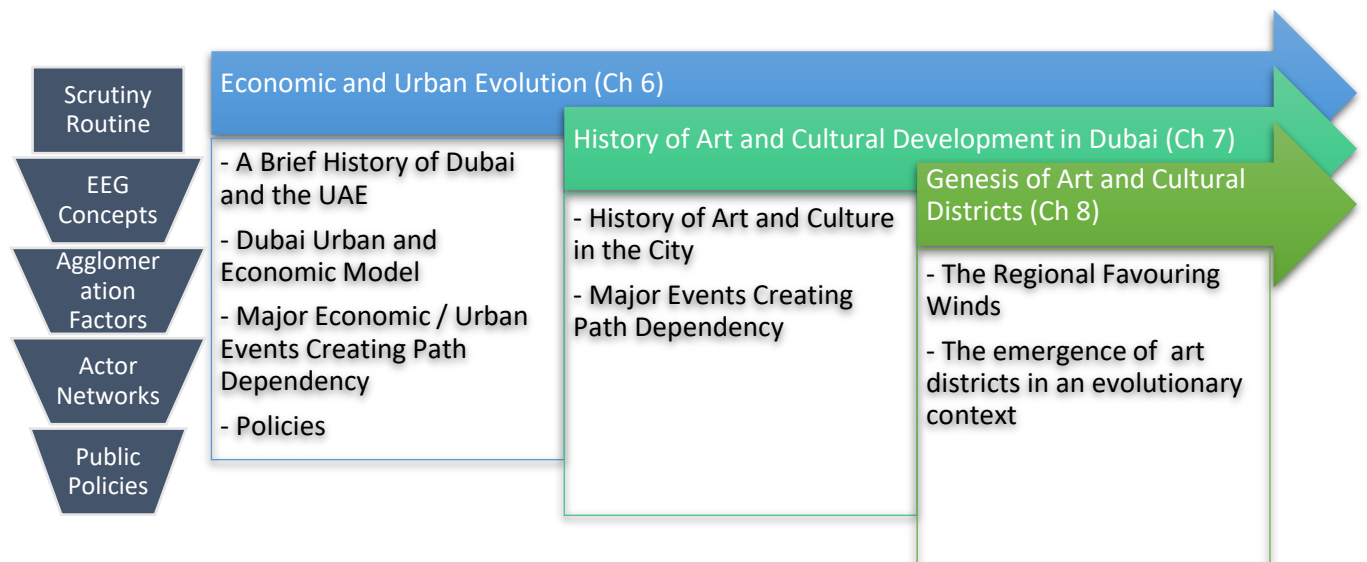 Scrutiny
Routine
EEG
Concepts
Agglomer
ation
Factors
Actor
Networks
Public
Policies
Economic and Urban Evolution (Ch 6)
- A Brief History of Dubai
and the UAE
- Dubai Urban and
Economic Model
- Major Economic / Urban
Events Creating Path
Dependency
- Policies
History of Art and Cultural Development in Dubai (Ch 7)
- History of Art and Culture
in the City
- Major Events Creating
Path Dependency
Genesis of Art and Cultural
Districts (Ch 8)
- The Regional Favouring
Winds
- The emergence of  art
districts in an evolutionary
context